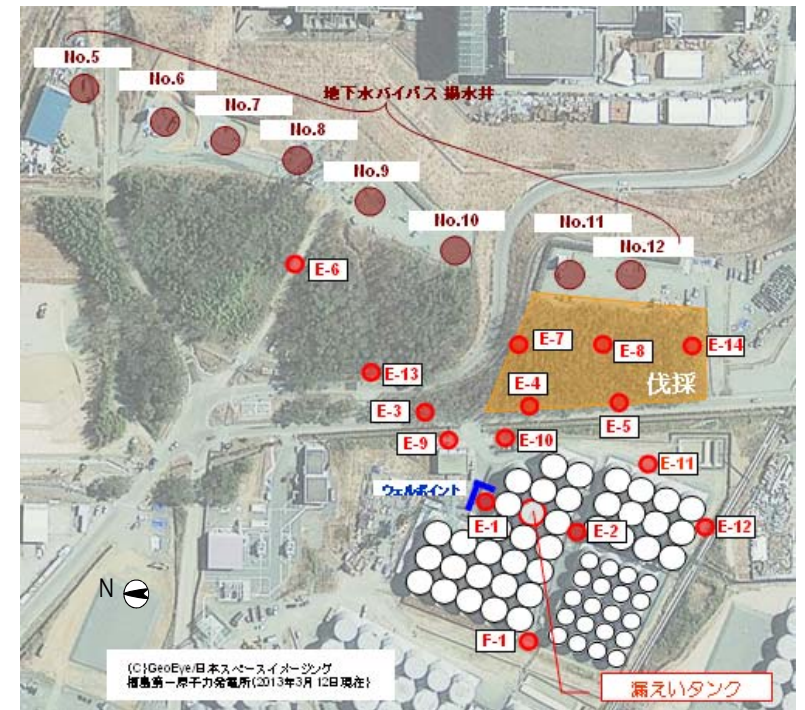 No.5
No.6
No.7
No.8
No.9
No.10
No.11
No.12
地下水バイパス 揚水井
E-6
E-7
E-8
E-14
E-13
伐採
E-4
E-3
E-5
E-9
E-10
E-11
ウェルポイント
E-1
E-2
E-12
N
F-1
(C)GeoEye/日本スペースイメージング
福島第一原子力発電所(2013年3月12日現在)
漏えいタンク